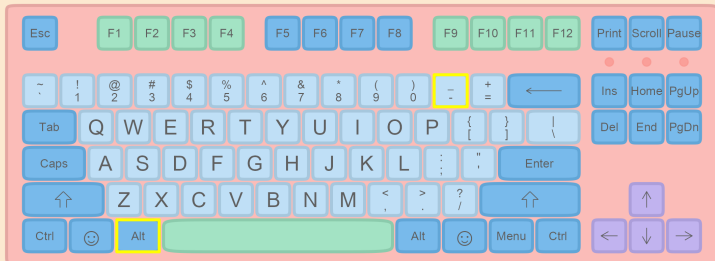 Esc F1 F2 F3 F4 F5 F6 F7 F8 F9 F10 F11 F12 Print Scroll Pause
~ ` ! 1 @ 2 # 3 $ 4 % 5 ^ 6 & 7 * 8 ( 9 ) 0 _ - + = ← Ins Home PgUp
Tab Q W E R T Y U I O P { [ } ] | \ Del End PgDn
Caps A S D F G H J K L : ; " ' Enter
⇧ Z X C V B N M < , > . ? / ⇧ ↑
Ctrl ☺ Alt Alt ☺ Menu Ctrl ← ↓ →